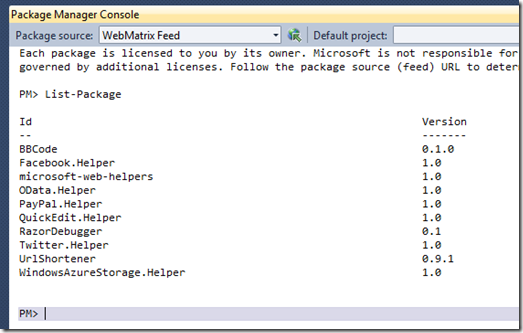 Package Manager Console
Package source: WebMatrix Feed Default project:
Each package is licensed to you by its owner. Microsoft is not responsible for
governed by additional licenses. Follow the package source (feed) URL to deter
PM> List-Package
Id Version
-- -------
BBCode 0.1.0
Facebook.Helper 1.0
microsoft-web-helpers 1.0
OData.Helper 1.0
PayPal.Helper 1.0
QuickEdit.Helper 1.0
RazorDebugger 0.1
Twitter.Helper 1.0
UrlShortener 0.9.1
WindowsAzureStorage.Helper 1.0
PM>